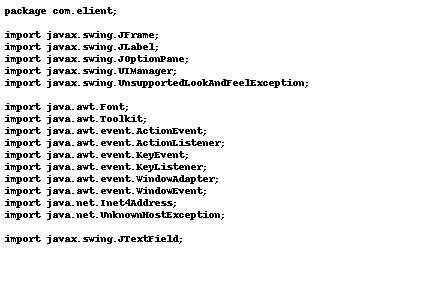 package com.elient;
import javax.swing.JFrame;
import javax.swing.JLabel;
import javax.swing.JOptionPane;
import javax.swing.UIManager;
import javax.swing.UnsupportedLookAndFeelException;
import java.awt.Font;
import java.awt.Toolkit;
import java.awt.event.ActionEvent;
import java.awt.event.ActionListener;
import java.awt.event.KeyEvent;
import java.awt.event.KeyListener;
import java.awt.event.WindowAdapter;
import java.awt.event.WindowEvent;
import java.net.Inet4Address;
import java.net.UnknownHostException;
import javax.swing.JTextField;